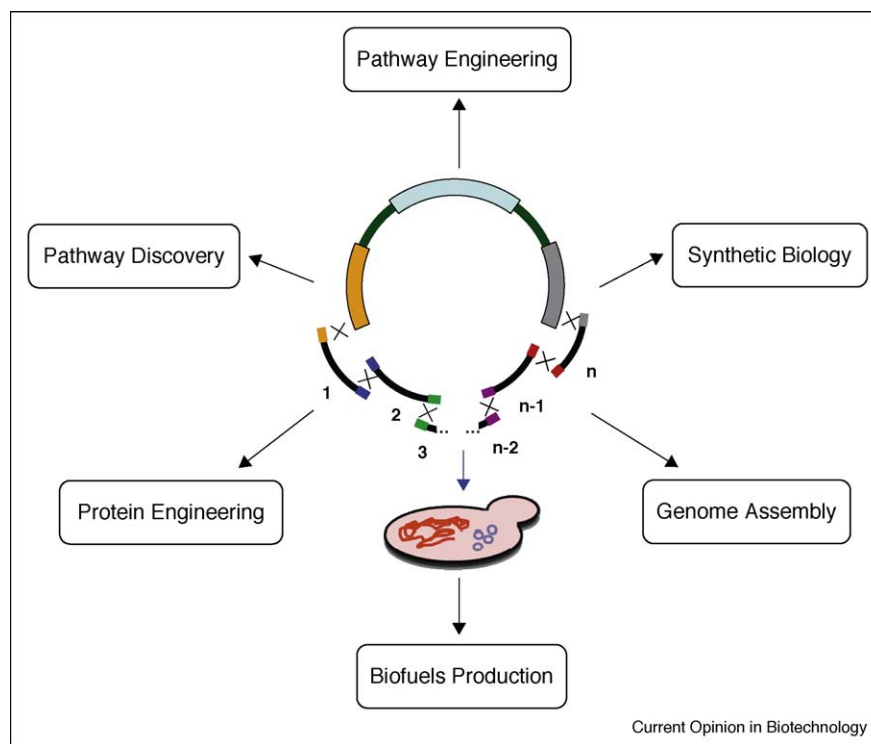 Pathway Engineering
Pathway Discovery
Synthetic Biology
1
2
3
n-2
n-1
n
Protein Engineering
Genome Assembly
Biofuels Production
Current Opinion in Biotechnology